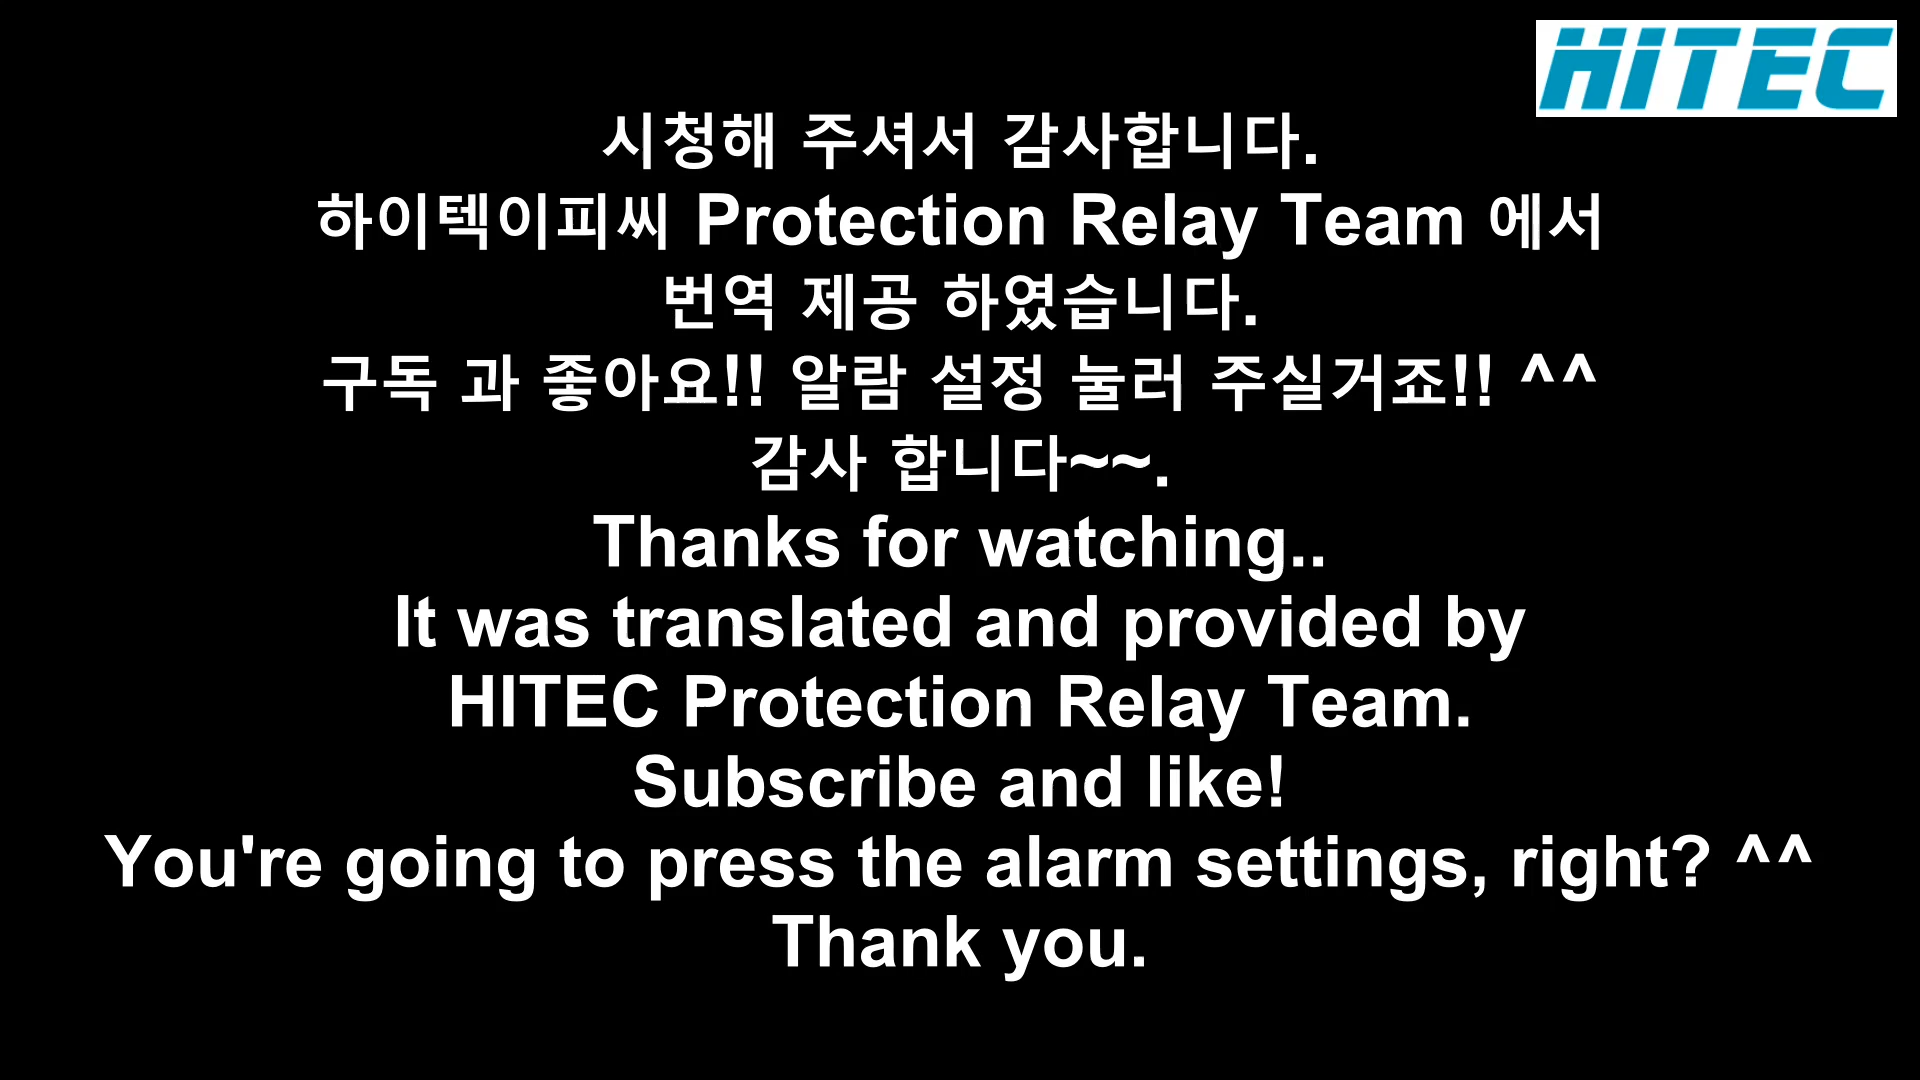 HITEC
시청해 주셔서 감사합니다.
하이텍이피씨 Protection Relay Team 에서
번역 제공 하였습니다.
구독 과 좋아요!! 알람 설정 눌러 주실거죠!! ^^
감사 합니다~~.
Thanks for watching..
It was translated and provided by
HITEC Protection Relay Team.
Subscribe and like!
You're going to press the alarm settings, right? ^^
Thank you.